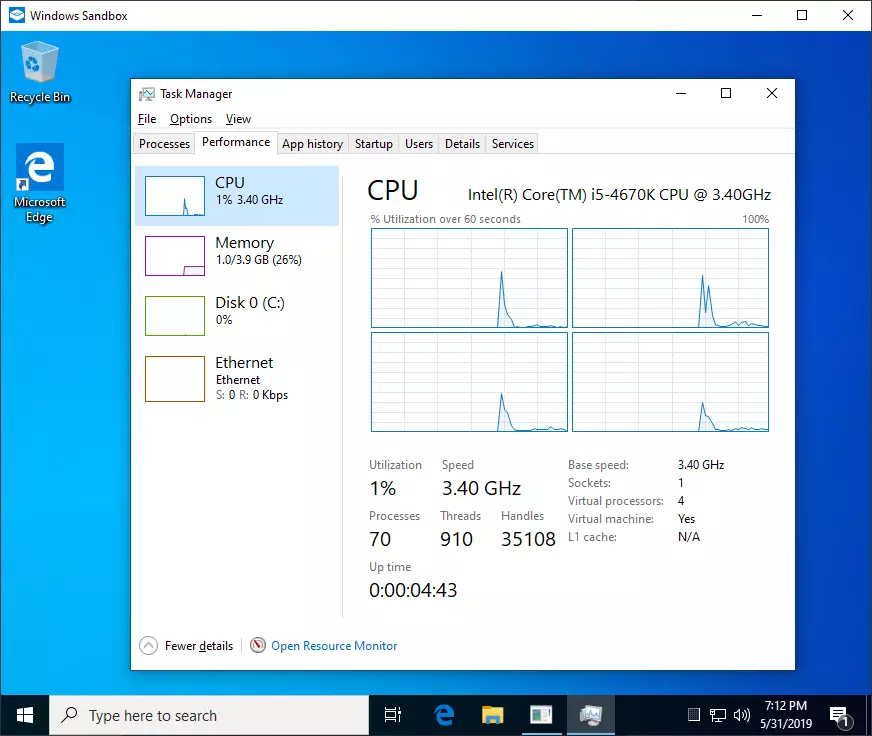 Windows Sandbox
Recycle Bin
Microsoft
Edge
Task Manager
File Options View
Processes Performance App history Startup Users Details Services
CPU
1% 3.40 GHz
Memory
1.0/3.9 GB (26%)
Disk 0 (C:)
0%
Ethernet
Ethernet
S: 0 R: 0 Kbps
CPU Intel(R) Core(TM) i5-4670K CPU @ 3.40GHz
% Utilization over 60 seconds 100%
Utilization Speed
1% 3.40 GHz
Processes Threads Handles
70 910 35108
Up time
0:00:04:43
Base speed: 3.40 GHz
Sockets: 1
Virtual processors: 4
Virtual machine: Yes
L1 cache: N/A
Fewer details Open Resource Monitor
Type here to search
7:12 PM
5/31/2019
1